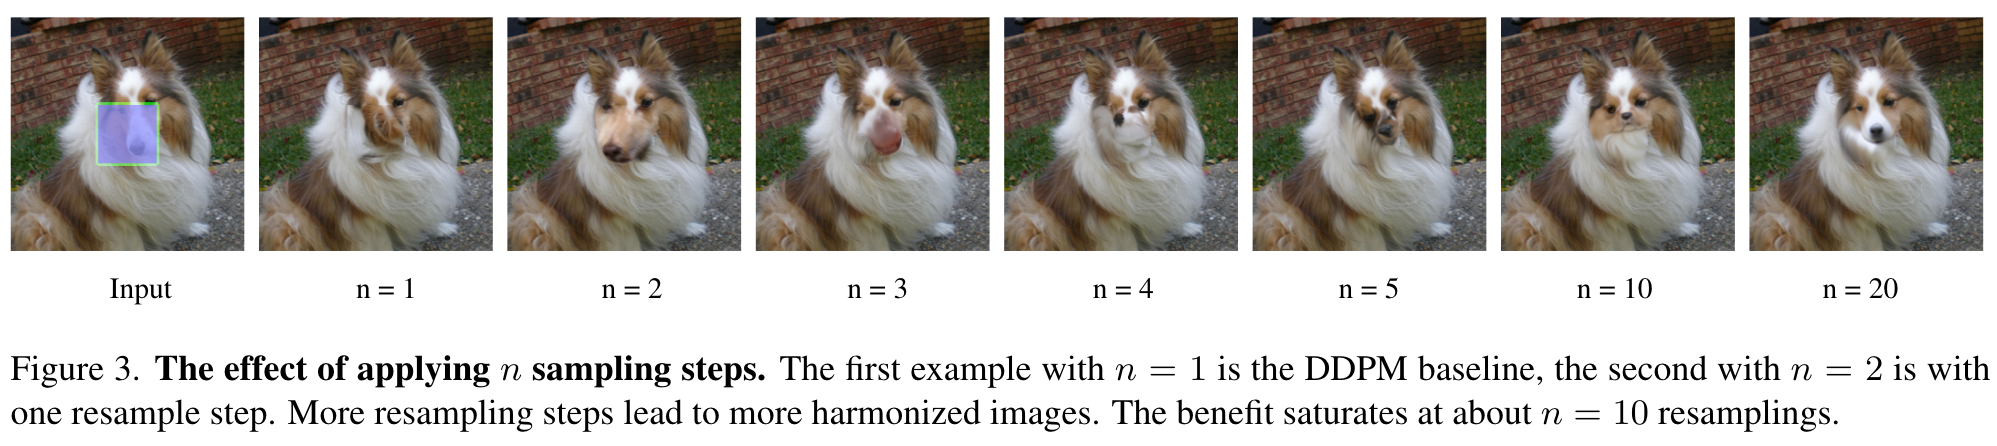 Input n = 1 n = 2 n = 3 n = 4 n = 5 n = 10 n = 20
Figure 3. The effect of applying n sampling steps. The first example with n = 1 is the DDPM baseline, the second with n = 2 is with
one resample step. More resampling steps lead to more harmonized images. The benefit saturates at about n = 10 resamplings.